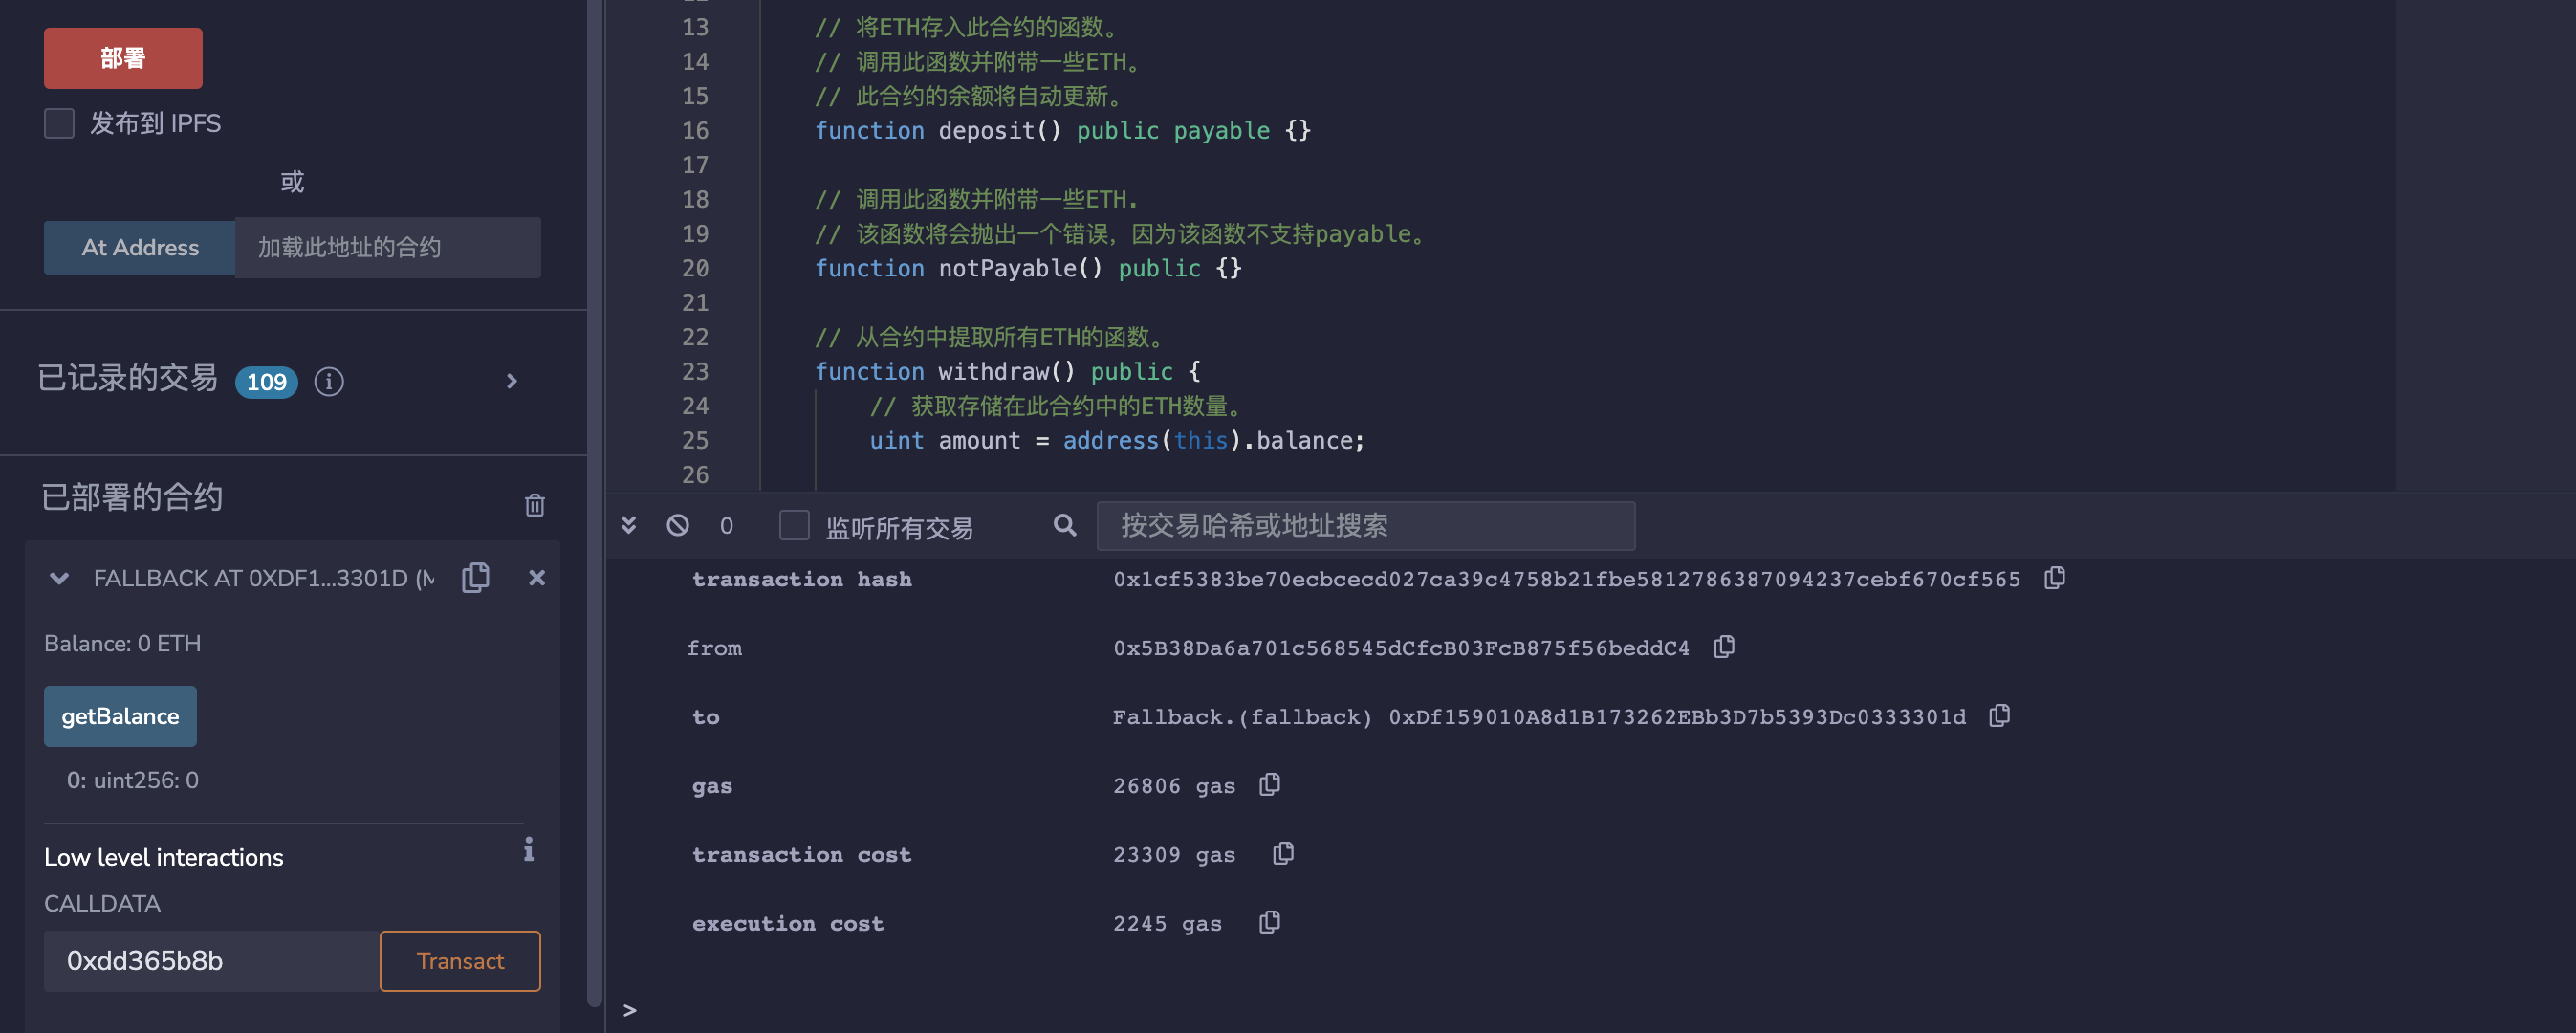 部署
发布到 IPFS
或
At Address 加载此地址的合约
已记录的交易 109
已部署的合约
FALLBACK AT 0XDF1...3301D (M
Balance: 0 ETH
getBalance
0: uint256: 0
Low level interactions
CALLDATA
0xdd365b8b Transact
13 // 将ETH存入此合约的函数。
14 // 调用此函数并附带一些ETH。
15 // 此合约的余额将自动更新。
16 function deposit() public payable {}
17
18 // 调用此函数并附带一些ETH.
19 // 该函数将会抛出一个错误，因为该函数不支持payable。
20 function notPayable() public {}
21
22 // 从合约中提取所有ETH的函数。
23 function withdraw() public {
24 // 获取存储在此合约中的ETH数量。
25 uint amount = address(this).balance;
26
0 监听所有交易 按交易哈希或地址搜索
transaction hash 0x1cf5383be70ecbcecd027ca39c4758b21fbe5812786387094237cebf670cf565
from 0x5B38Da6a701c568545dCfcB03FcB875f56beddC4
to Fallback.(fallback) 0xDf159010A8d1B173262EBb3D7b5393Dc0333301d
gas 26806 gas
transaction cost 23309 gas
execution cost 2245 gas
>